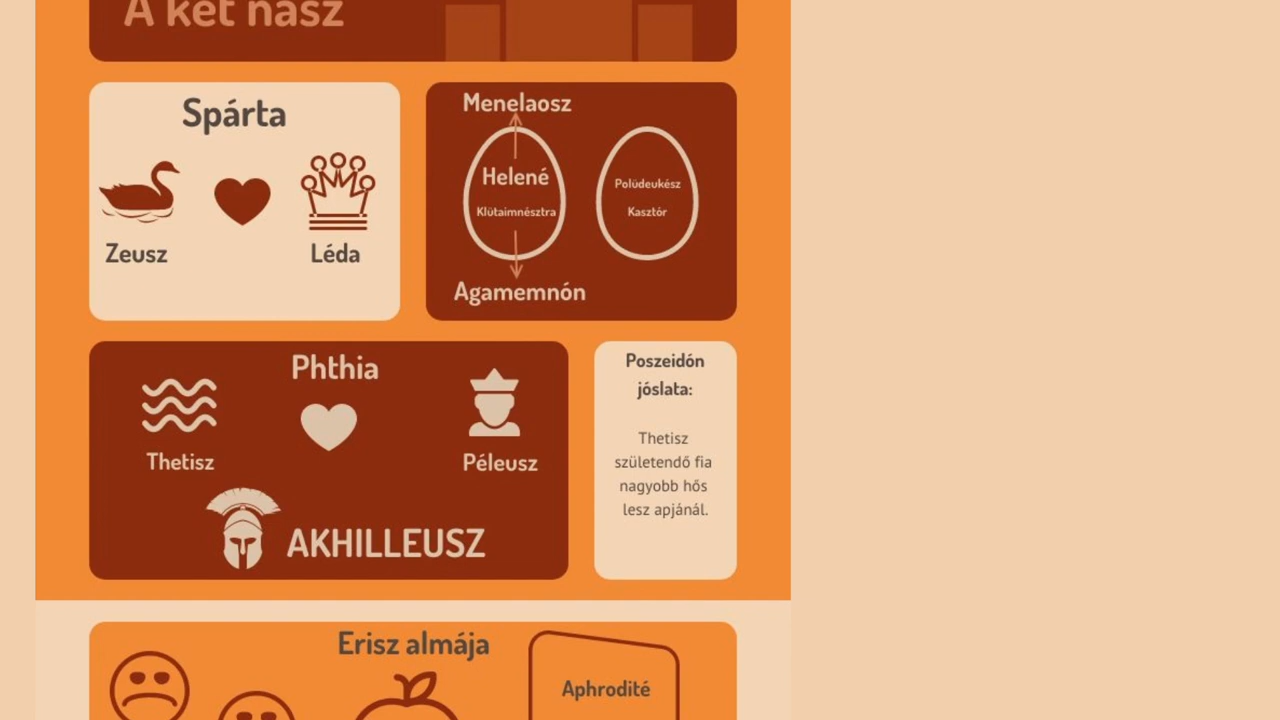 A két nász
Spárta
Zeusz
Léda
Menelaosz
Helené
Klütaimnésztra
Agamemnón
Polüdeukész
Kasztór
Phthia
Thetisz
Péleusz
AKHILLEUSZ
Poszeidón
jóslata:
Thetisz
születendő fia
nagyobb hős
lesz apjánál.
Erisz almája
Aphrodité